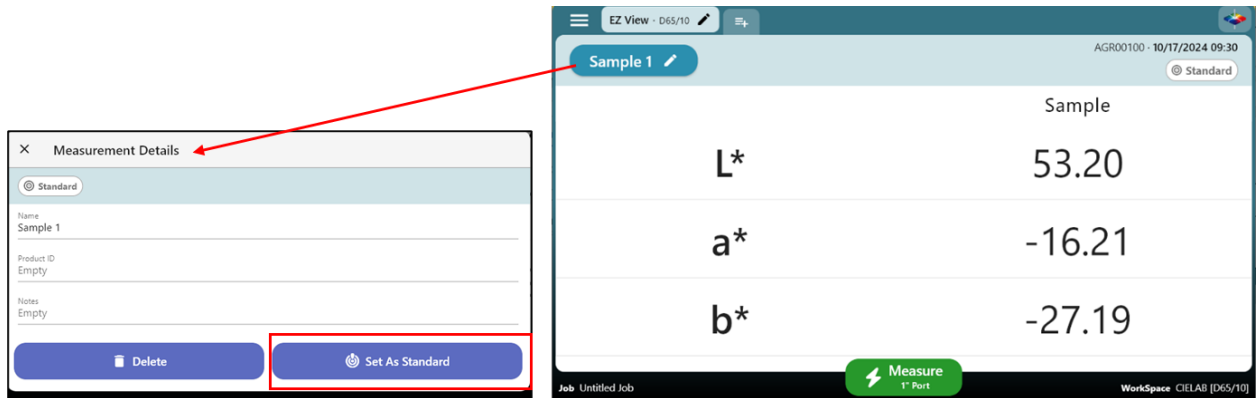 Measurement Details
Standard
Name
Sample 1
Product ID
Empty
Notes
Empty
Delete
Set As Standard
EZ View · D65/10
Sample 1
AGR00100 · 10/17/2024 09:30
Standard
Sample
L* 53.20
a* -16.21
b* -27.19
Measure
1" Port
Job Untitled Job
WorkSpace CIELAB [D65/10]